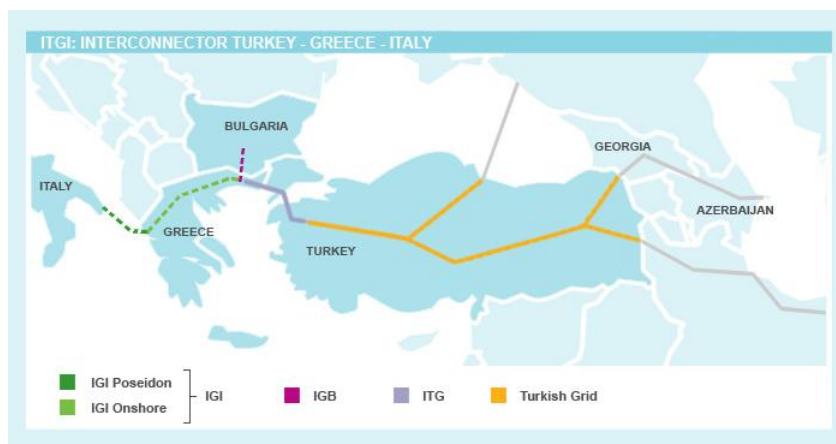 ITGI: INTERCONNECTOR TURKEY - GREECE - ITALY
BULGARIA
GEORGIA
ITALY
AZERBAIJAN
GREECE
TURKEY
IGI Poseidon
IGI Onshore
IGI
IGB
ITG
Turkish Grid